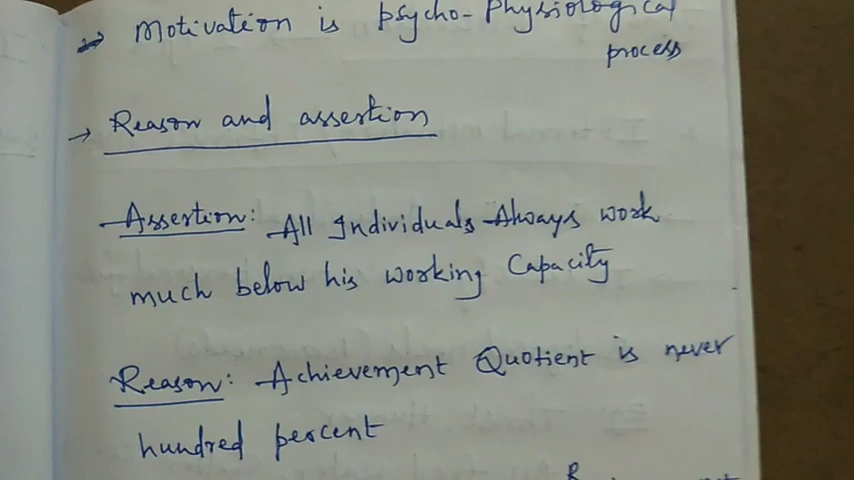 → Motivation is psycho-Physiological
process
→ Reason and assertion
Assertion: All Individuals Always work
much below his working Capacity
Reason: Achievement Quotient is never
hundred percent